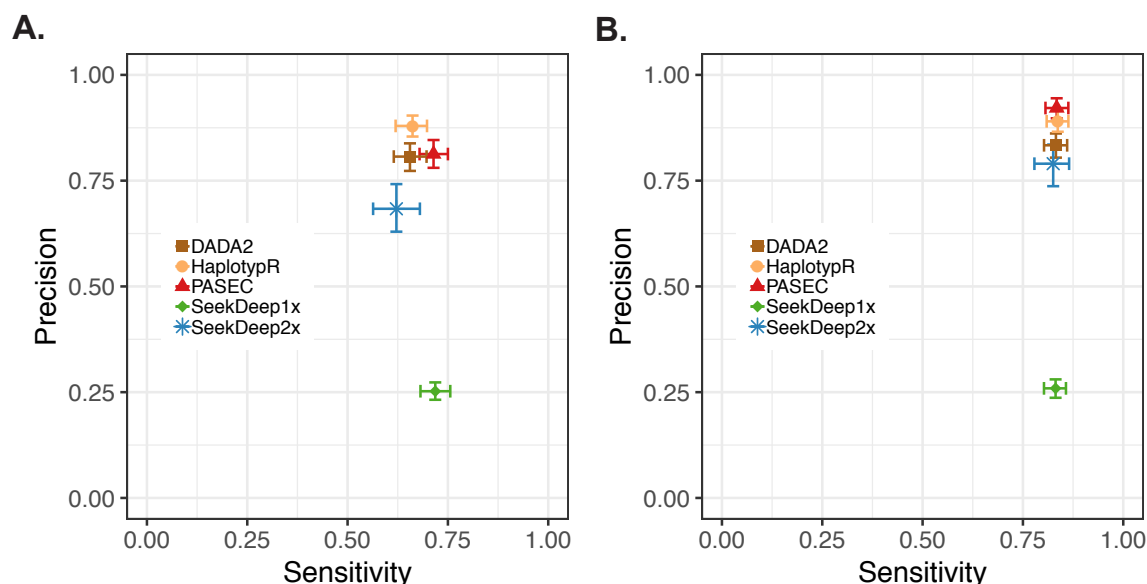 A.
1.00
0.75
0.50
0.25
0.00
Precision
DADA2
HaplotypR
PASEC
SeekDeep1x
SeekDeep2x
0.00 0.25 0.50 0.75 1.00
Sensitivity
B.
1.00
0.75
0.50
0.25
0.00
Precision
DADA2
HaplotypR
PASEC
SeekDeep1x
SeekDeep2x
0.00 0.25 0.50 0.75 1.00
Sensitivity